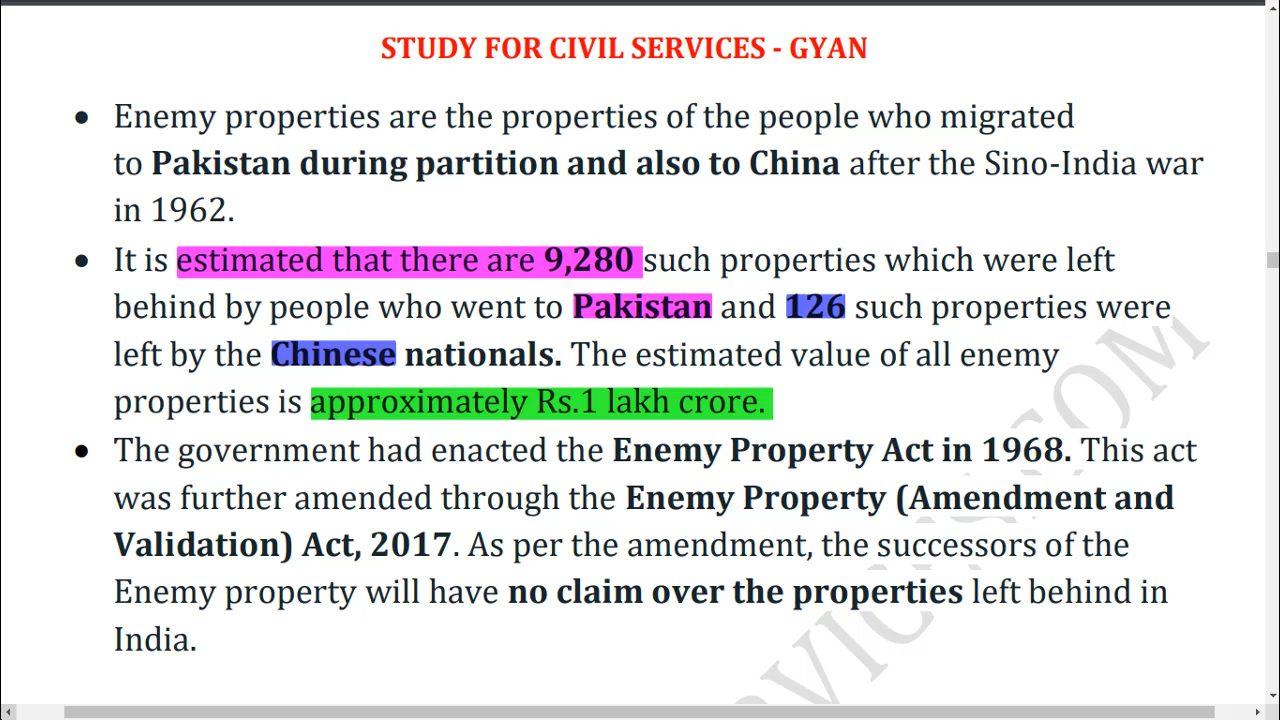 STUDY FOR CIVIL SERVICES - GYAN
• Enemy properties are the properties of the people who migrated
to Pakistan during partition and also to China after the Sino-India war
in 1962.
• It is estimated that there are 9,280 such properties which were left
behind by people who went to Pakistan and 126 such properties were
left by the Chinese nationals. The estimated value of all enemy
properties is approximately Rs.1 lakh crore.
• The government had enacted the Enemy Property Act in 1968. This act
was further amended through the Enemy Property (Amendment and
Validation) Act, 2017. As per the amendment, the successors of the
Enemy property will have no claim over the properties left behind in
India.